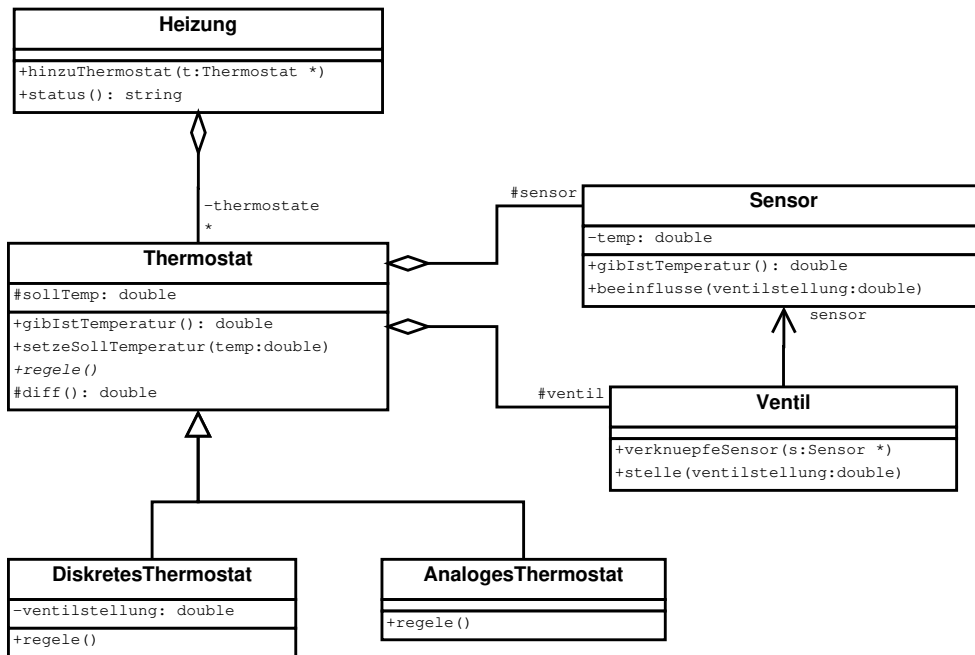 Heizung
+hinzuThermostat(t:Thermostat *)
+status(): string
-thermostate
*
Thermostat
#sollTemp: double
+gibIstTemperatur(): double
+setzeSollTemperatur(temp:double)
+regele()
#diff(): double
#sensor
Sensor
-temp: double
+gibIstTemperatur(): double
+beeinflusse(ventilstellung:double)
sensor
#ventil
Ventil
+verknuepfeSensor(s:Sensor *)
+stelle(ventilstellung:double)
DiskretesThermostat
-ventilstellung: double
+regele()
AnalogesThermostat
+regele()